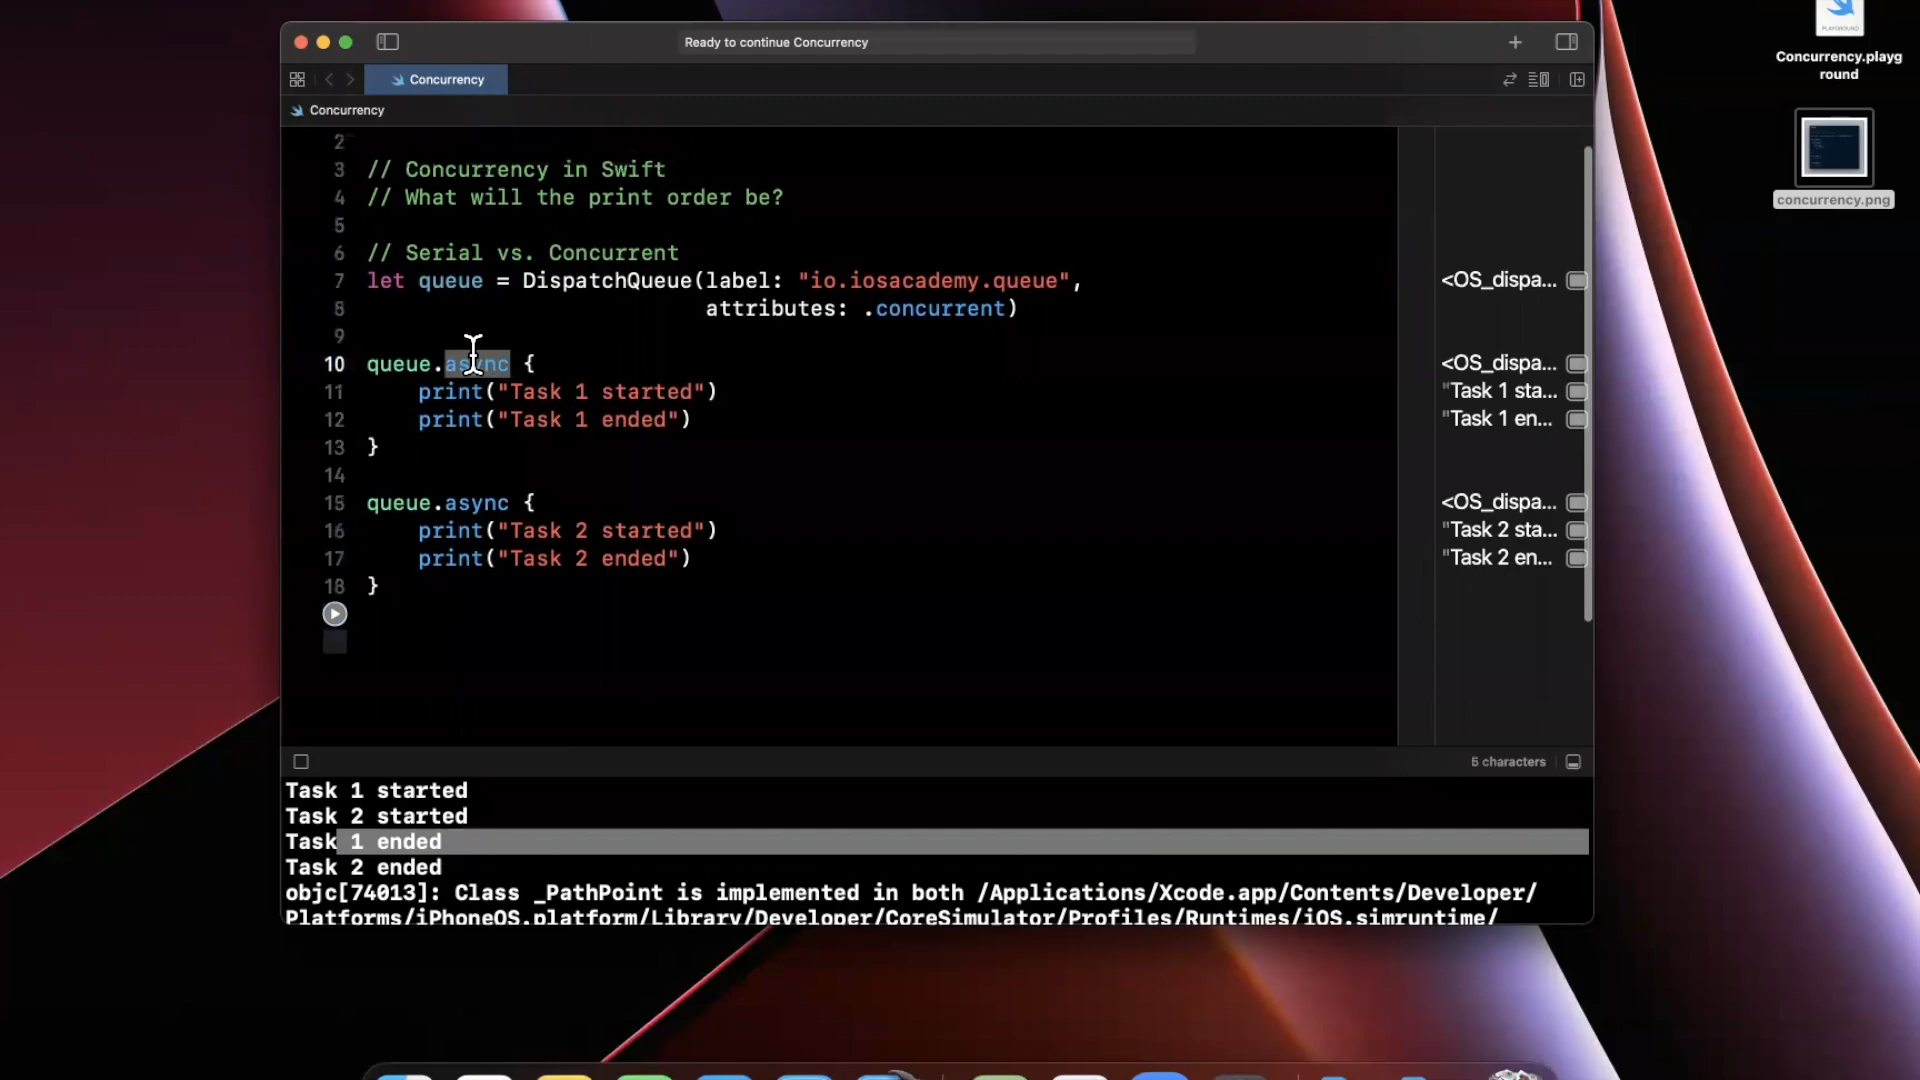 Ready to continue Concurrency
Concurrency
Concurrency
2
3 // Concurrency in Swift
4 // What will the print order be?
5
6 // Serial vs. Concurrent
7 let queue = DispatchQueue(label: "io.iosacademy.queue", <OS_dispa...
8 attributes: .concurrent)
9
10 queue.async { <OS_dispa...
11 print("Task 1 started") "Task 1 sta...
12 print("Task 1 ended") "Task 1 en...
13 }
14
15 queue.async { <OS_dispa...
16 print("Task 2 started") "Task 2 sta...
17 print("Task 2 ended") "Task 2 en...
18 }
5 characters
Task 1 started
Task 2 started
Task 1 ended
Task 2 ended
objc[74013]: Class _PathPoint is implemented in both /Applications/Xcode.app/Contents/Developer/
Platforms/iPhoneOS.platform/Library/Developer/CoreSimulator/Profiles/Runtimes/iOS.simruntime/
PLAYGROUND
Concurrency.playg
round
concurrency.png